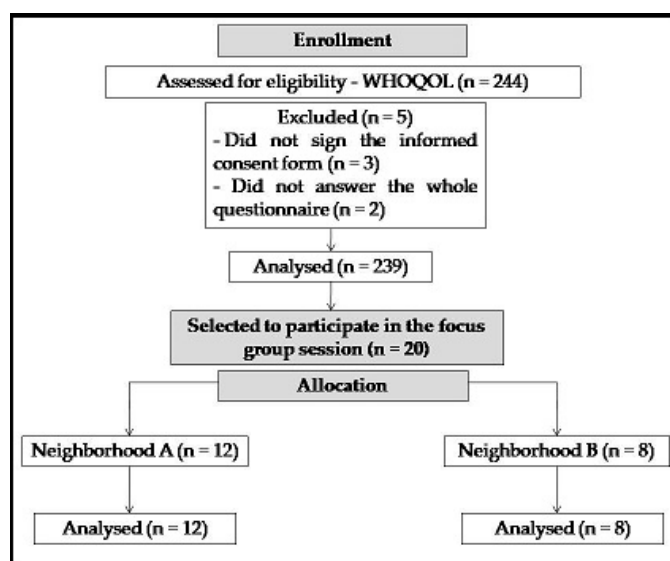 Enrollment
Assessed for eligibility - WHOQOL (n = 244)
Excluded (n = 5)
- Did not sign the informed
consent form (n = 3)
- Did not answer the whole
questionnaire (n = 2)
Analysed (n = 239)
Selected to participate in the focus
group session (n = 20)
Allocation
Neighborhood A (n = 12)
Neighborhood B (n = 8)
Analysed (n = 12)
Analysed (n = 8)